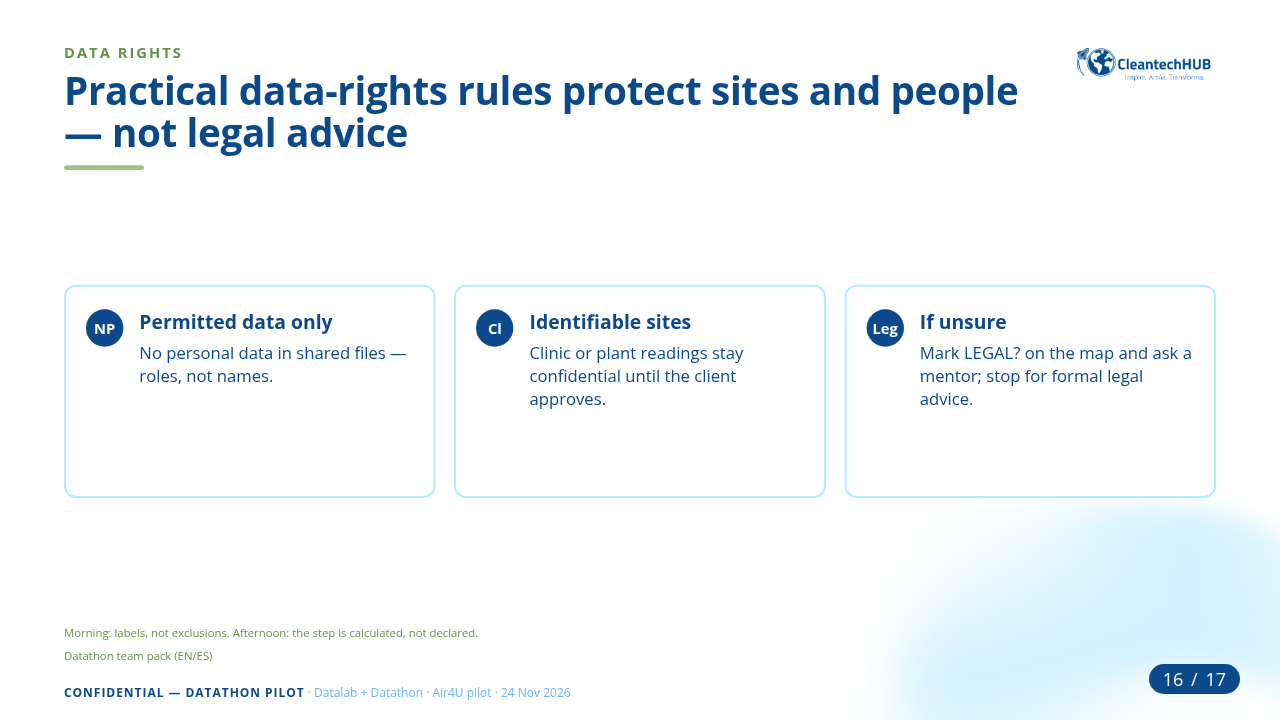 DATA RIGHTS
Practical data-rights rules protect sites and people
— not legal advice
CleantechHUB
Inspira. Actúa. Transforma.
NP
Permitted data only
No personal data in shared files —
roles, not names.
Cl
Identifiable sites
Clinic or plant readings stay
confidential until the client
approves.
Leg
If unsure
Mark LEGAL? on the map and ask a
mentor; stop for formal legal
advice.
Morning: labels, not exclusions. Afternoon: the step is calculated, not declared.
Datathon team pack (EN/ES)
CONFIDENTIAL — DATATHON PILOT · Datalab + Datathon · Air4U pilot · 24 Nov 2026
16 / 17